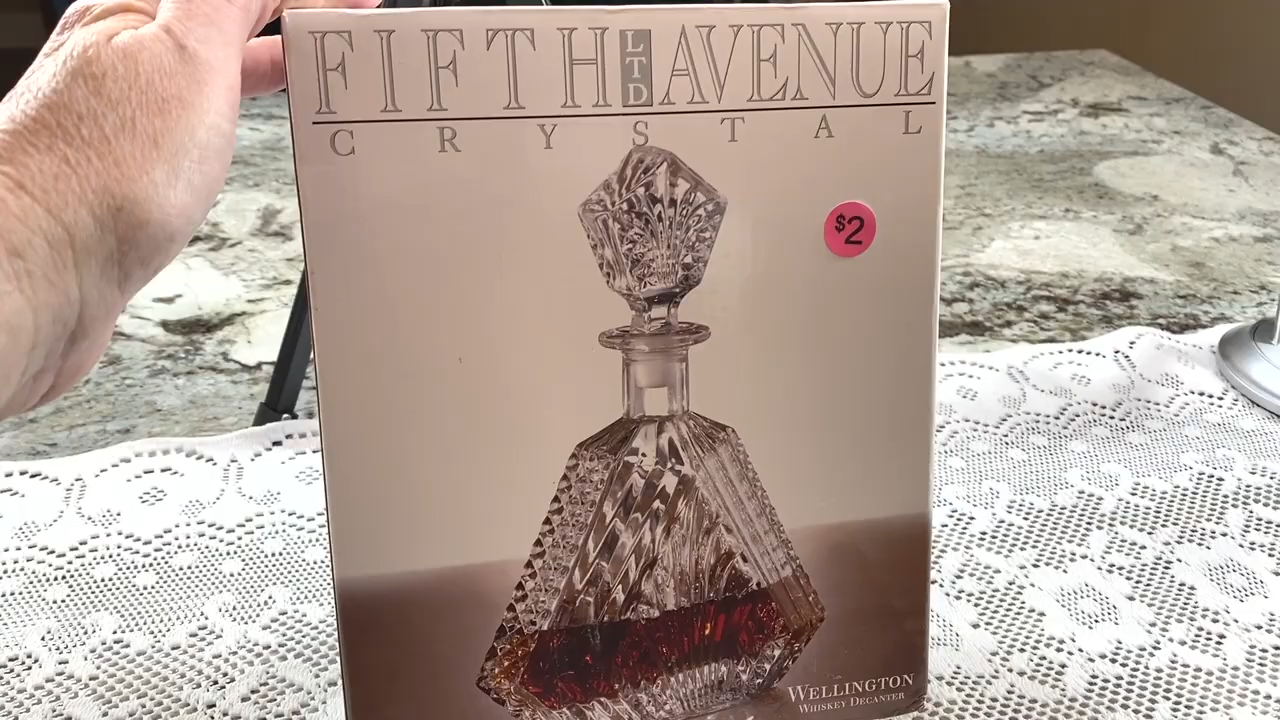 FIFTH LTD AVENUE
CRYSTAL
$2
WELLINGTON
WHISKEY DECANTER